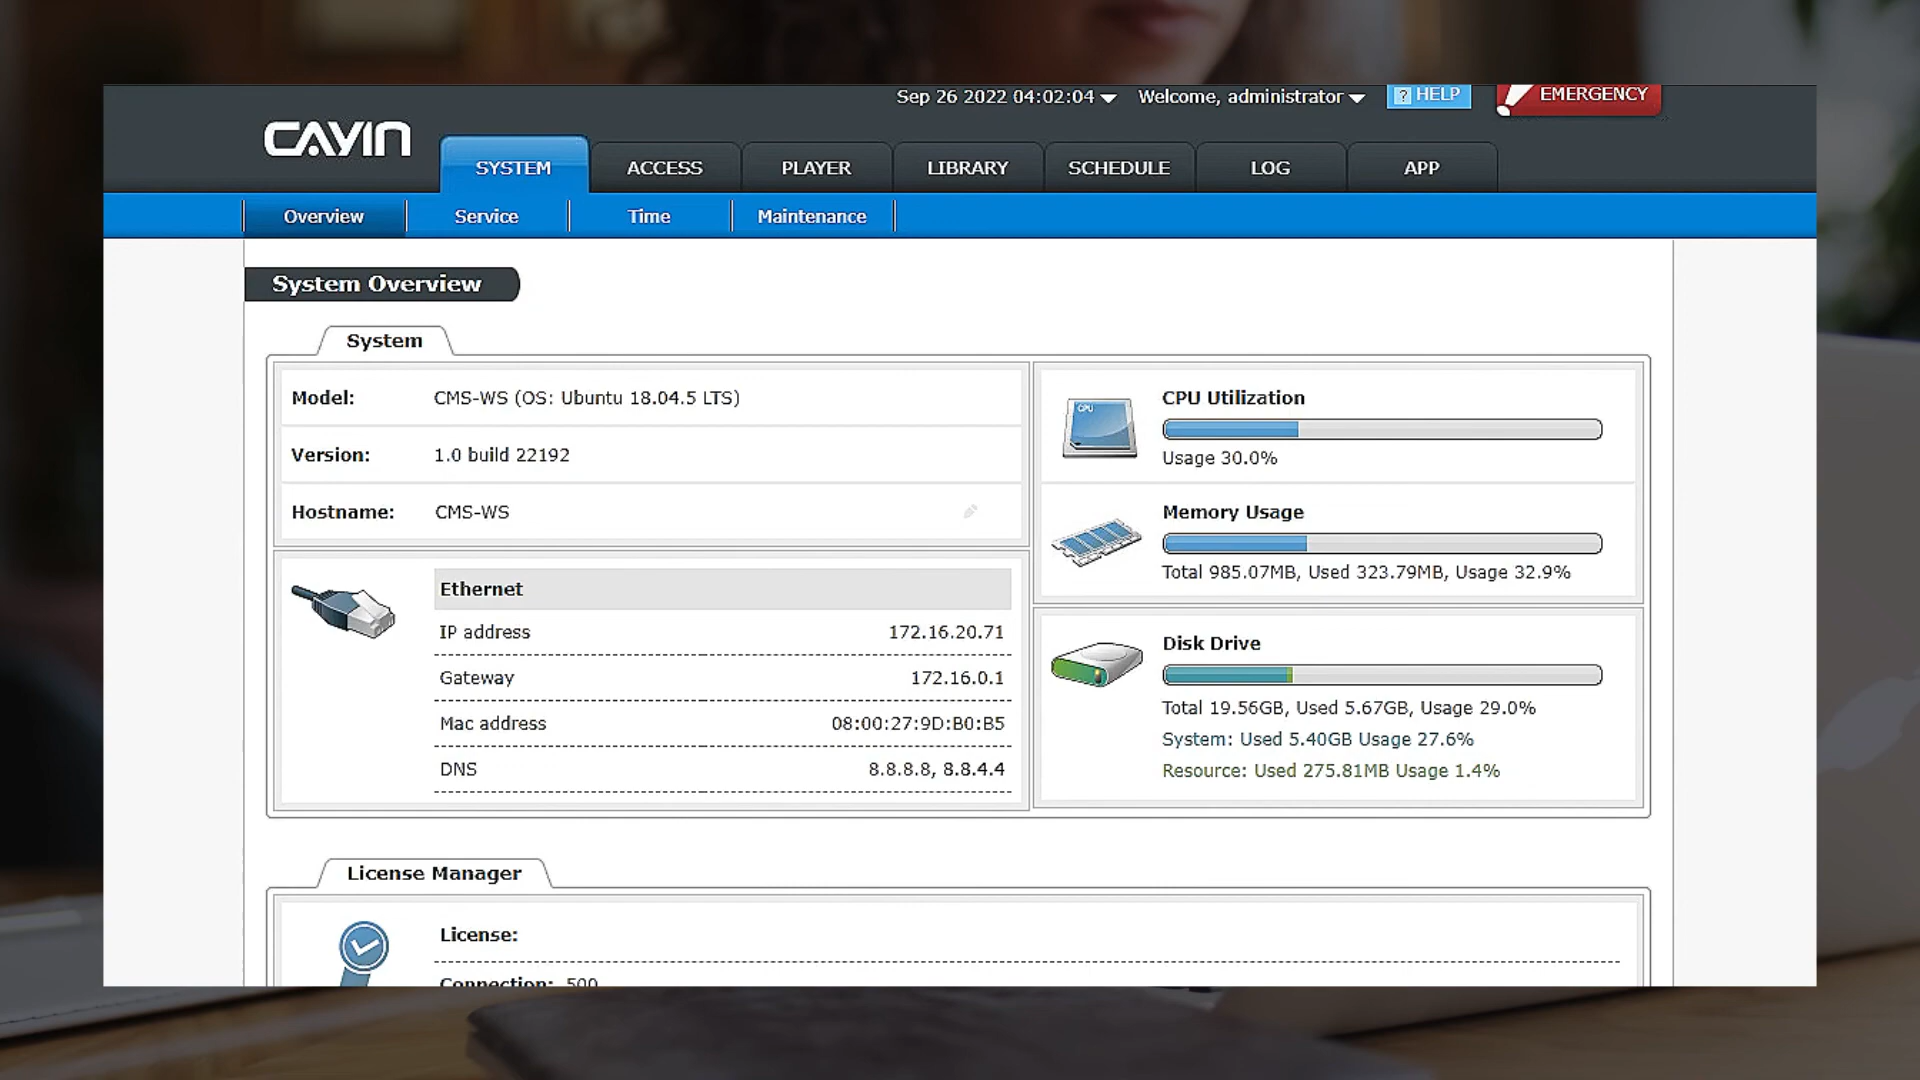 Sep 26 2022 04:02:04 Welcome, administrator ? HELP EMERGENCY
CAYIN
SYSTEM ACCESS PLAYER LIBRARY SCHEDULE LOG APP
Overview Service Time Maintenance
System Overview
System
Model: CMS-WS (OS: Ubuntu 18.04.5 LTS)
Version: 1.0 build 22192
Hostname: CMS-WS
Ethernet
IP address 172.16.20.71
Gateway 172.16.0.1
Mac address 08:00:27:9D:B0:B5
DNS 8.8.8.8, 8.8.4.4
CPU
CPU Utilization
Usage 30.0%
Memory Usage
Total 985.07MB, Used 323.79MB, Usage 32.9%
Disk Drive
Total 19.56GB, Used 5.67GB, Usage 29.0%
System: Used 5.40GB Usage 27.6%
Resource: Used 275.81MB Usage 1.4%
License Manager
License:
Connection: 500